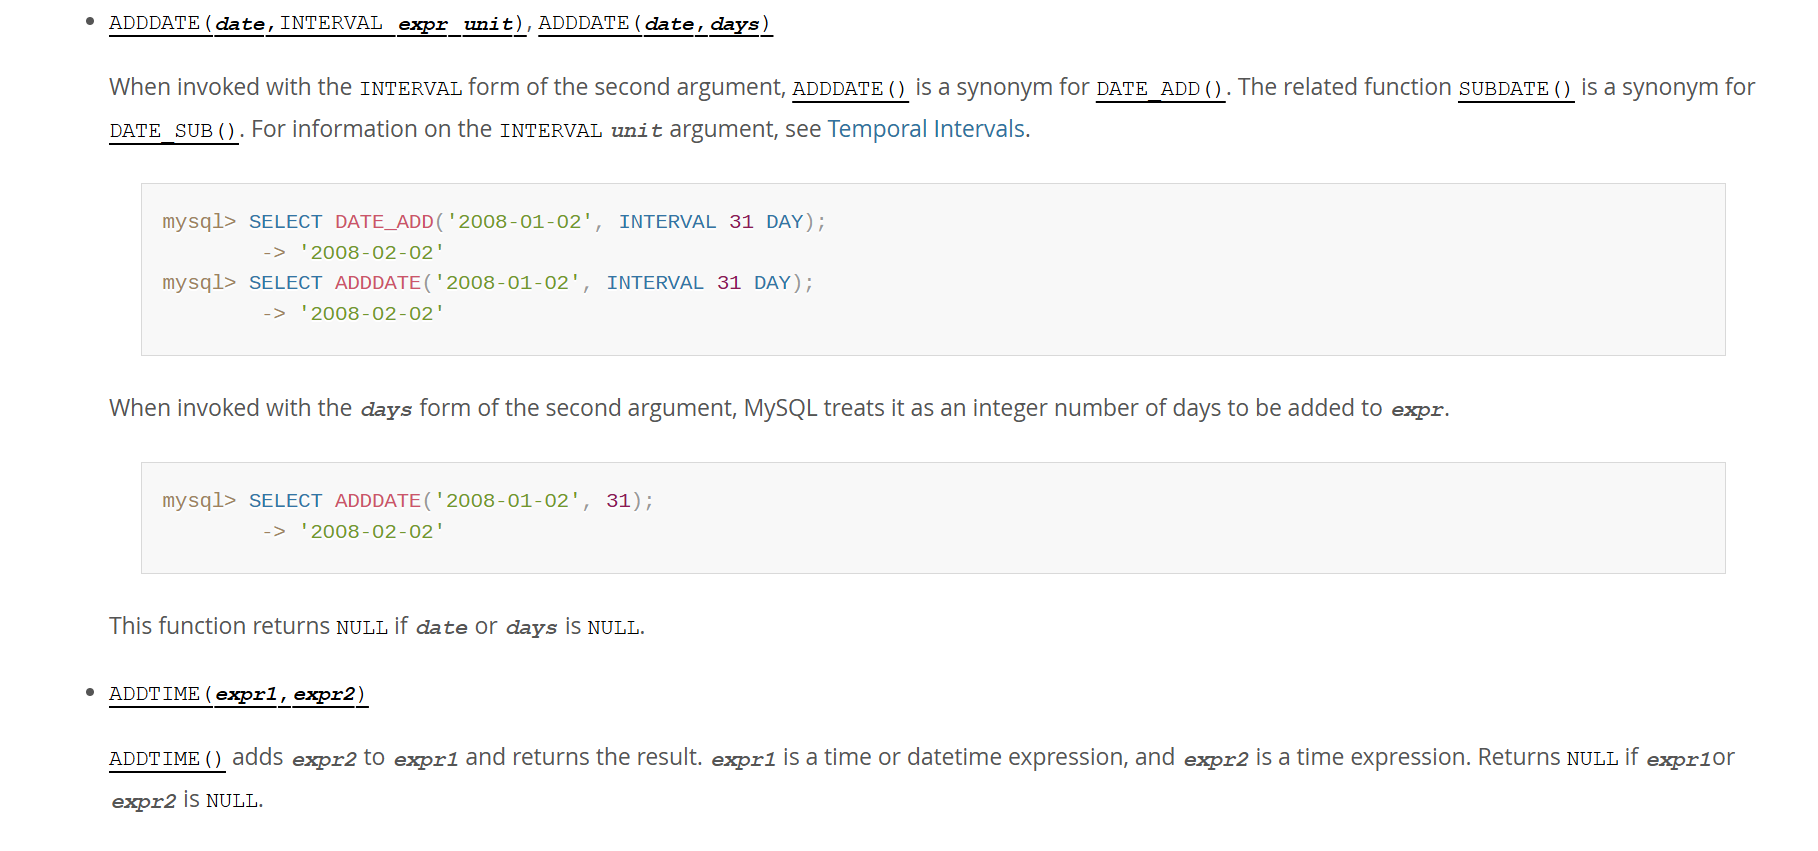 • ADDDATE(date,INTERVAL expr unit), ADDDATE(date,days)
When invoked with the INTERVAL form of the second argument, ADDDATE() is a synonym for DATE_ADD(). The related function SUBDATE() is a synonym for
DATE_SUB(). For information on the INTERVAL unit argument, see Temporal Intervals.
mysql> SELECT DATE_ADD('2008-01-02', INTERVAL 31 DAY);
        -> '2008-02-02'
mysql> SELECT ADDDATE('2008-01-02', INTERVAL 31 DAY);
        -> '2008-02-02'
When invoked with the days form of the second argument, MySQL treats it as an integer number of days to be added to expr.
mysql> SELECT ADDDATE('2008-01-02', 31);
        -> '2008-02-02'
This function returns NULL if date or days is NULL.
• ADDTIME(expr1,expr2)
ADDTIME() adds expr2 to expr1 and returns the result. expr1 is a time or datetime expression, and expr2 is a time expression. Returns NULL if expr1or
expr2 is NULL.